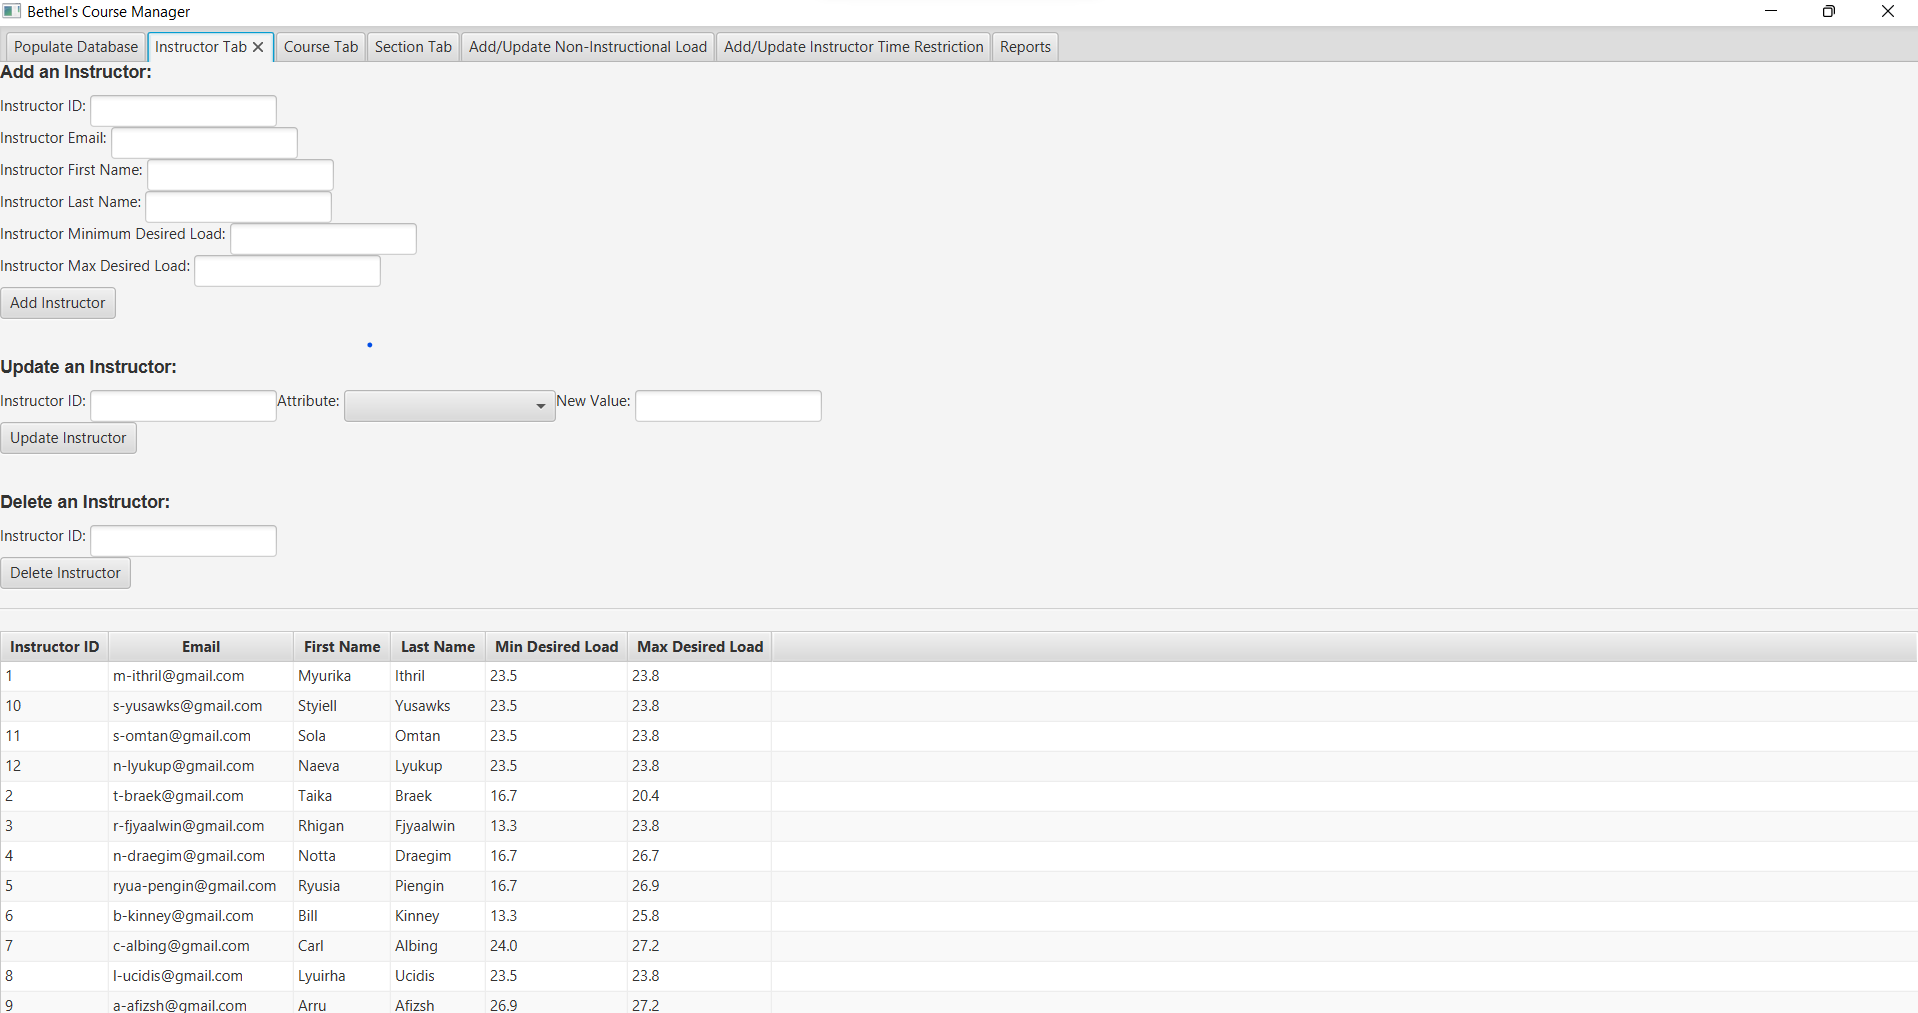 Bethel's Course Manager
Populate Database Instructor Tab Course Tab Section Tab Add/Update Non-Instructional Load Add/Update Instructor Time Restriction Reports
Add an Instructor:
Instructor ID:
Instructor Email:
Instructor First Name:
Instructor Last Name:
Instructor Minimum Desired Load:
Instructor Max Desired Load:
Add Instructor
Update an Instructor:
Instructor ID: Attribute: New Value:
Update Instructor
Delete an Instructor:
Instructor ID:
Delete Instructor
Instructor ID Email First Name Last Name Min Desired Load Max Desired Load
1 m-ithril@gmail.com Myurika Ithril 23.5 23.8
10 s-yusawks@gmail.com Styiell Yusawks 23.5 23.8
11 s-omtan@gmail.com Sola Omtan 23.5 23.8
12 n-lyukup@gmail.com Naeva Lyukup 23.5 23.8
2 t-braek@gmail.com Taika Braek 16.7 20.4
3 r-fjyaalwin@gmail.com Rhigan Fjyaalwin 13.3 23.8
4 n-draegim@gmail.com Notta Draegim 16.7 26.7
5 ryua-pengin@gmail.com Ryusia Piengin 16.7 26.9
6 b-kinney@gmail.com Bill Kinney 13.3 25.8
7 c-albing@gmail.com Carl Albing 24.0 27.2
8 l-ucidis@gmail.com Lyuirha Ucidis 23.5 23.8
9 a-afizsh@gmail.com Arru Afizsh 26.9 27.2